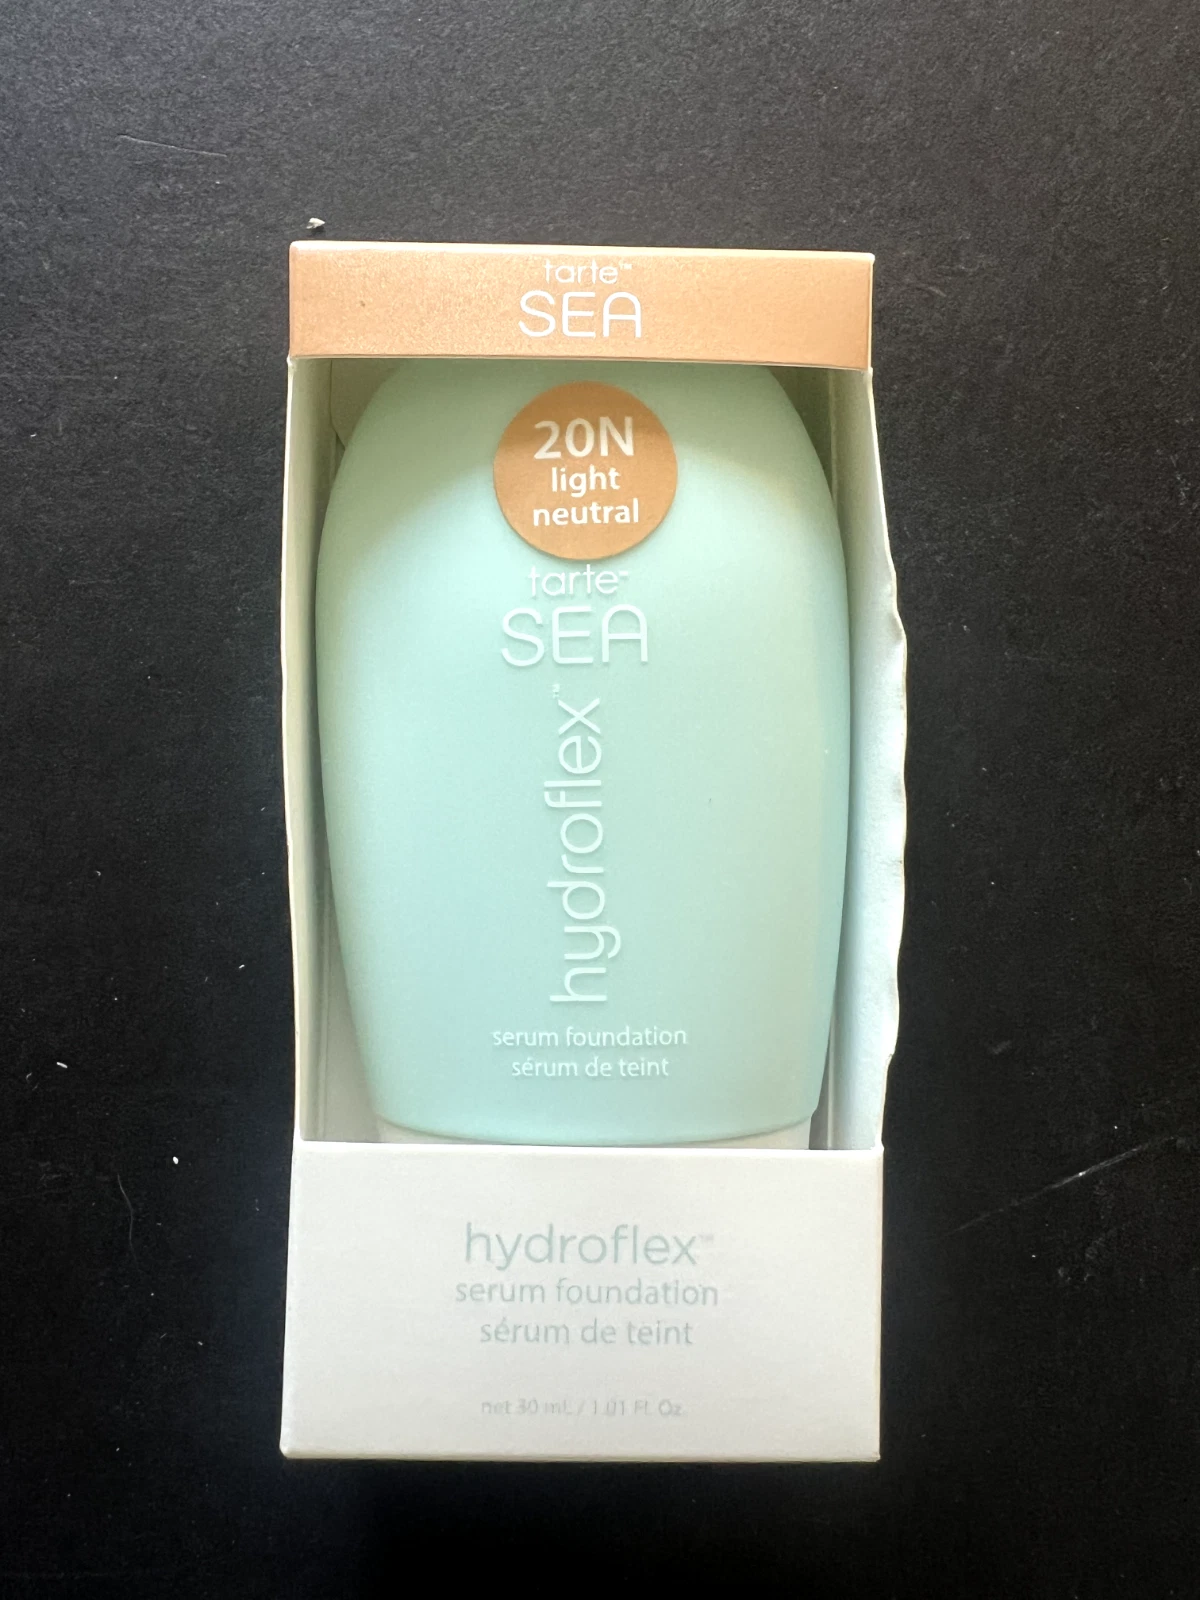 tarte™
SEA
20N
light
neutral
tarte™
SEA
hydroflex™
serum foundation
sérum de teint
hydroflex™
serum foundation
sérum de teint
net 30 mL / 1.01 Fl. Oz.